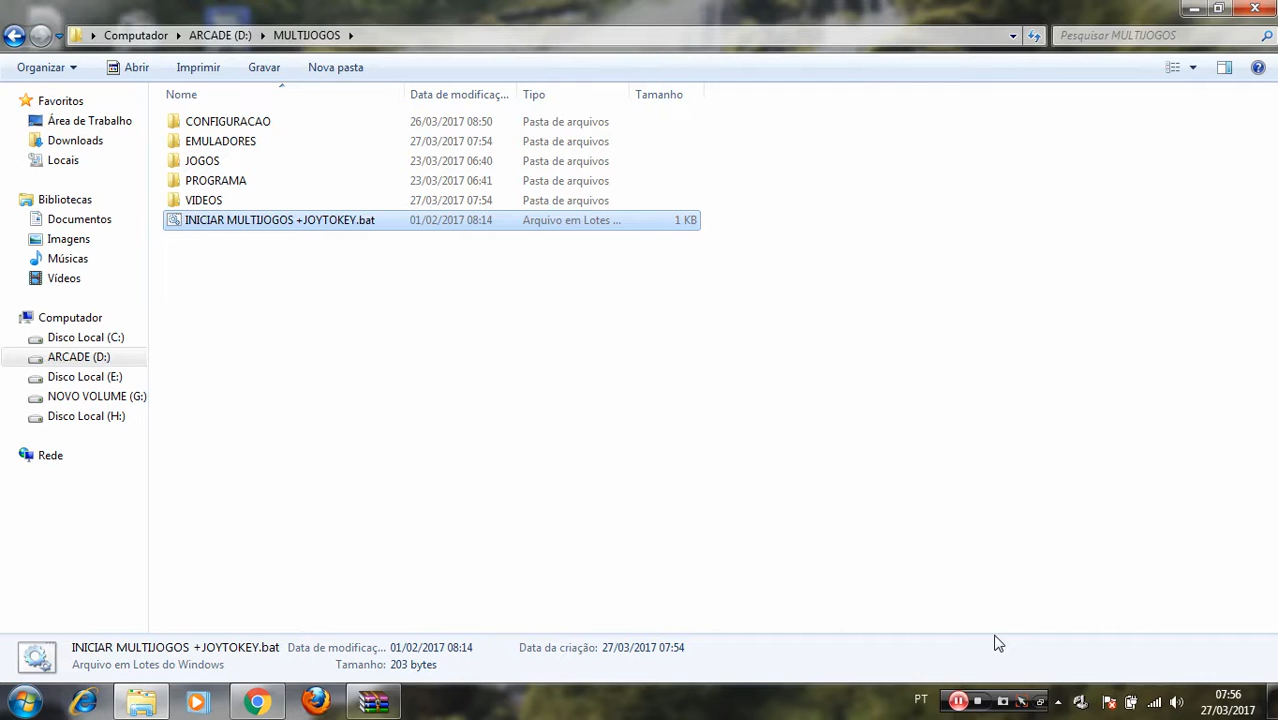 Computador ARCADE (D:) MULTIJOGOS Pesquisar MULTIJOGOS
Organizar Abrir Imprimir Gravar Nova pasta
Nome Data de modificaç... Tipo Tamanho
Favoritos
Área de Trabalho
Downloads
Locais
Bibliotecas
Documentos
Imagens
Músicas
Vídeos
Computador
Disco Local (C:)
ARCADE (D:)
Disco Local (E:)
NOVO VOLUME (G:)
Disco Local (H:)
Rede
CONFIGURACAO 26/03/2017 08:50 Pasta de arquivos
EMULADORES 27/03/2017 07:54 Pasta de arquivos
JOGOS 23/03/2017 06:40 Pasta de arquivos
PROGRAMA 23/03/2017 06:41 Pasta de arquivos
VIDEOS 27/03/2017 07:54 Pasta de arquivos
INICIAR MULTIJOGOS +JOYTOKEY.bat 01/02/2017 08:14 Arquivo em Lotes ... 1 KB
INICIAR MULTIJOGOS +JOYTOKEY.bat Data de modificaç... 01/02/2017 08:14 Data da criação: 27/03/2017 07:54
Arquivo em Lotes do Windows Tamanho: 203 bytes
PT 07:56
27/03/2017